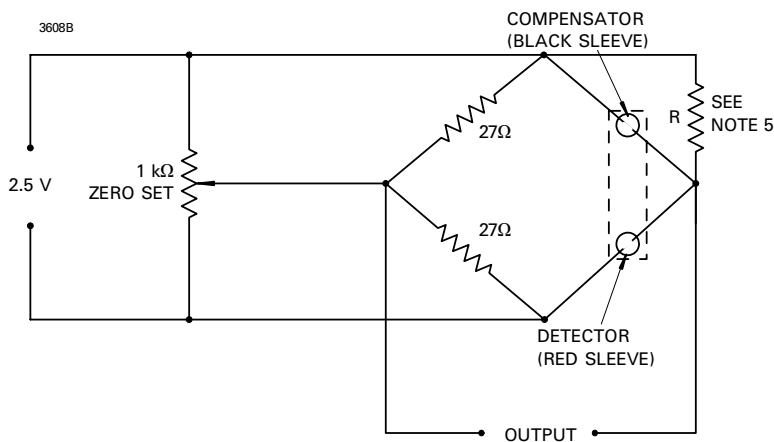 3608B
COMPENSATOR
(BLACK SLEEVE)
27Ω
R
SEE
NOTE 5
1 kΩ
ZERO SET
2.5 V
27Ω
DETECTOR
(RED SLEEVE)
OUTPUT